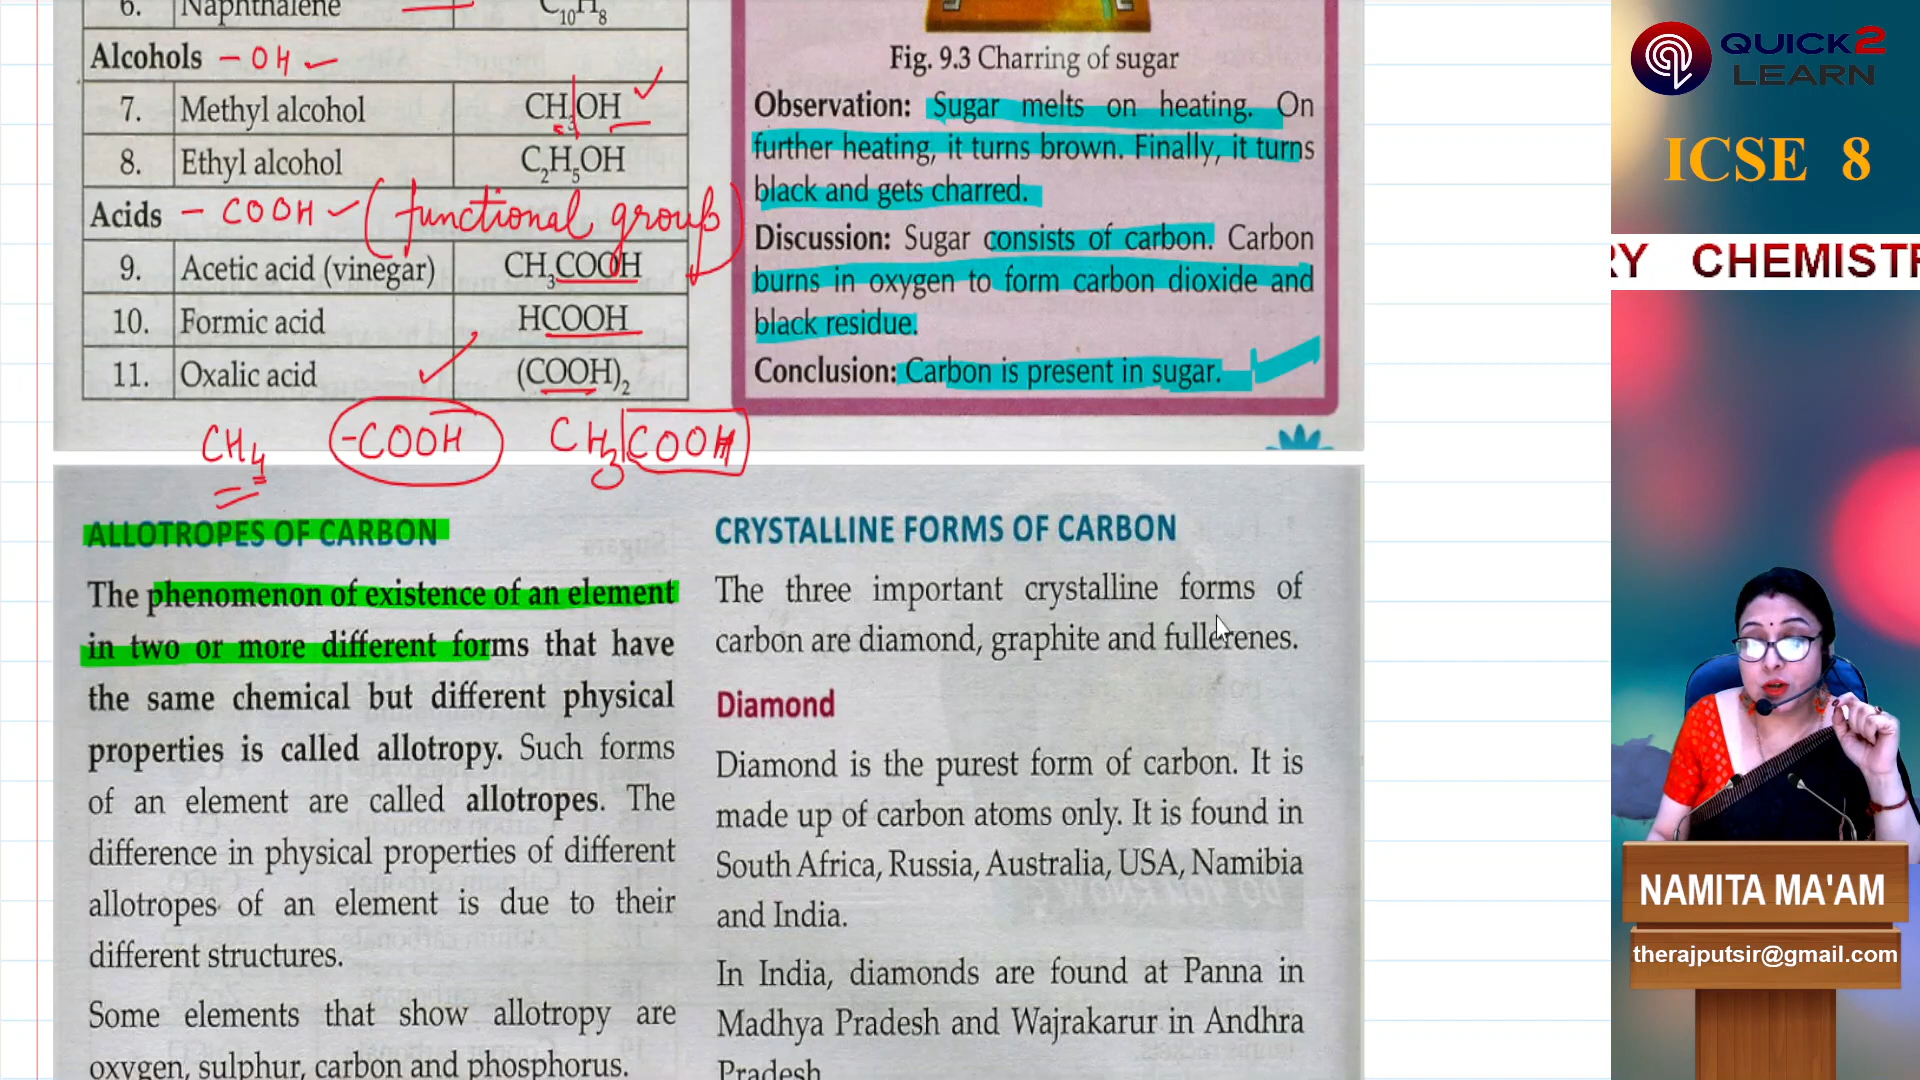 6. Naphthalene C10H8
Alcohols - OH
7. Methyl alcohol CH3OH
8. Ethyl alcohol C2H5OH
Acids - COOH (functional group)
9. Acetic acid (vinegar) CH3COOH
10. Formic acid HCOOH
11. Oxalic acid (COOH)2
CH4 -COOH CH3COOH
Fig. 9.3 Charring of sugar
Observation: Sugar melts on heating. On
further heating, it turns brown. Finally, it turns
black and gets charred.
Discussion: Sugar consists of carbon. Carbon
burns in oxygen to form carbon dioxide and
black residue.
Conclusion: Carbon is present in sugar.
ALLOTROPES OF CARBON
The phenomenon of existence of an element
in two or more different forms that have
the same chemical but different physical
properties is called allotropy. Such forms
of an element are called allotropes. The
difference in physical properties of different
allotropes of an element is due to their
different structures.
Some elements that show allotropy are
oxygen, sulphur, carbon and phosphorus.
CRYSTALLINE FORMS OF CARBON
The three important crystalline forms of
carbon are diamond, graphite and fullerenes.
Diamond
Diamond is the purest form of carbon. It is
made up of carbon atoms only. It is found in
South Africa, Russia, Australia, USA, Namibia
and India.
In India, diamonds are found at Panna in
Madhya Pradesh and Wajrakarur in Andhra
Pradesh
QUICK2
LEARN
ICSE 8
RY CHEMISTR
NAMITA MA'AM
therajputsir@gmail.com